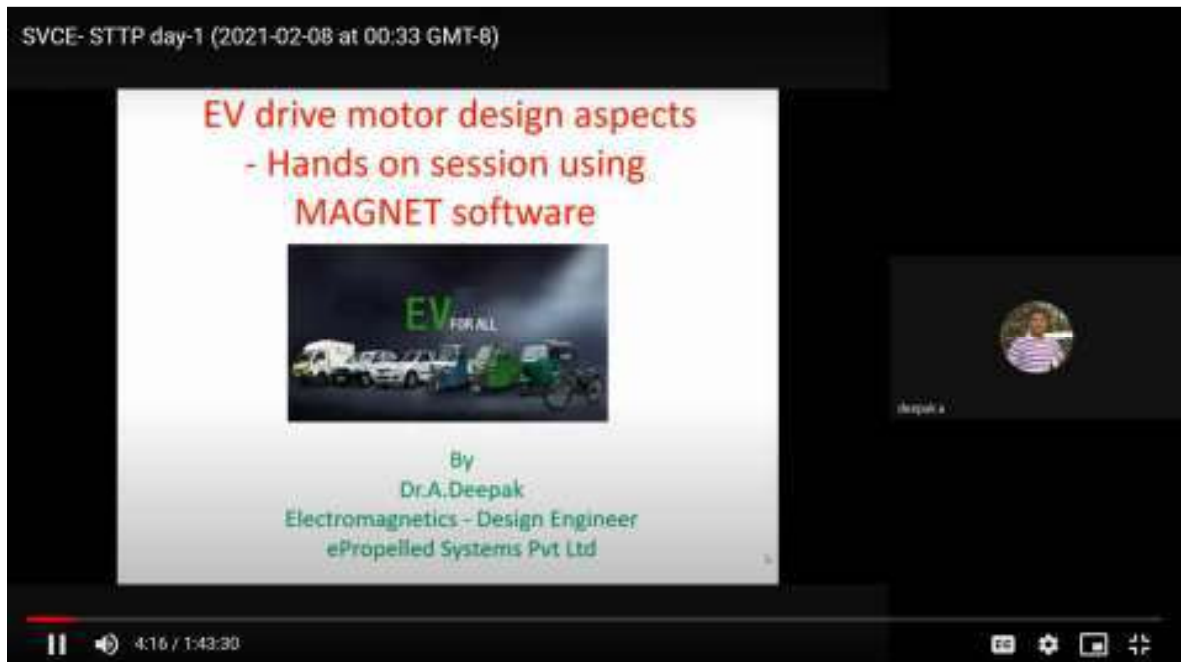 SVCE- STTP day-1 (2021-02-08 at 00:33 GMT-8)
EV drive motor design aspects
- Hands on session using
MAGNET software
EV FOR ALL
By
Dr.A.Deepak
Electromagnetics - Design Engineer
ePropelled Systems Pvt Ltd
deepak a
4:16 / 1:43:30
CC